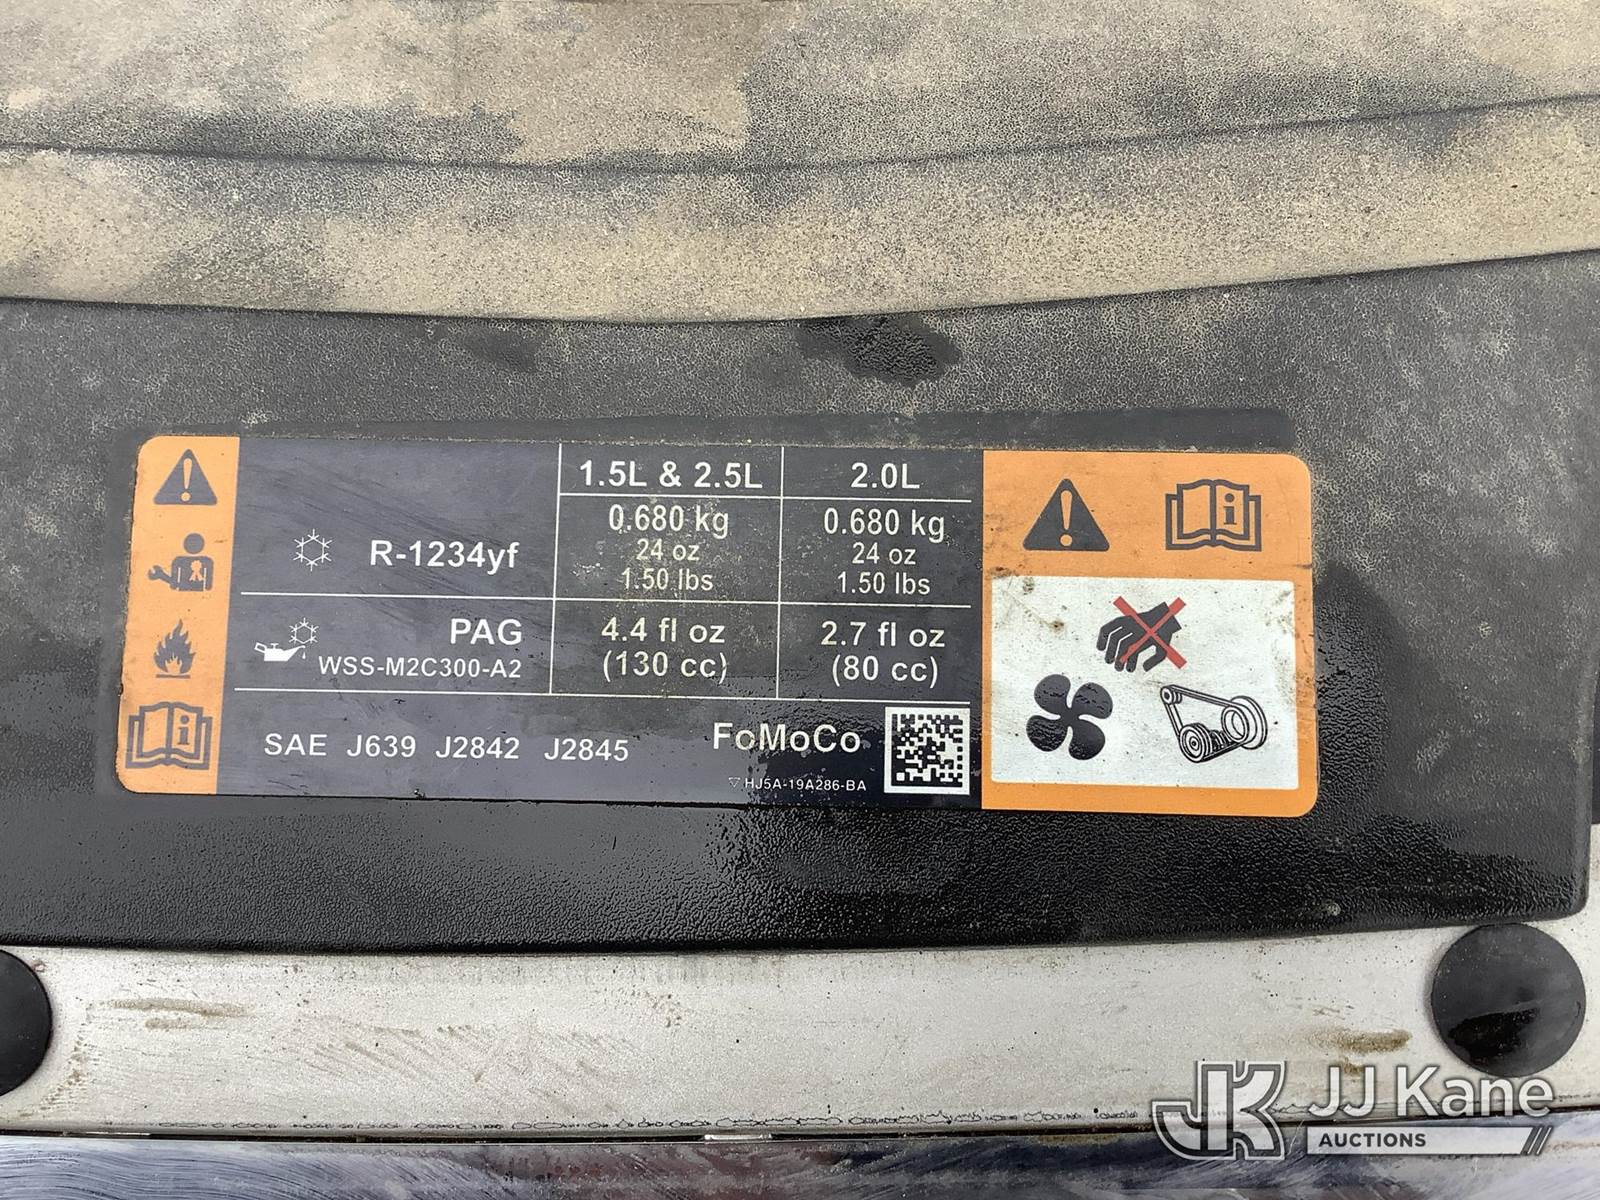 1.5L & 2.5L 2.0L
R-1234yf
0.680 kg 0.680 kg
24 oz 24 oz
1.50 lbs 1.50 lbs
PAG
WSS-M2C300-A2
4.4 fl oz 2.7 fl oz
(130 cc) (80 cc)
SAE J639 J2842 J2845
FoMoCo
HJ5A-19A286-BA
JK JJ Kane
AUCTIONS